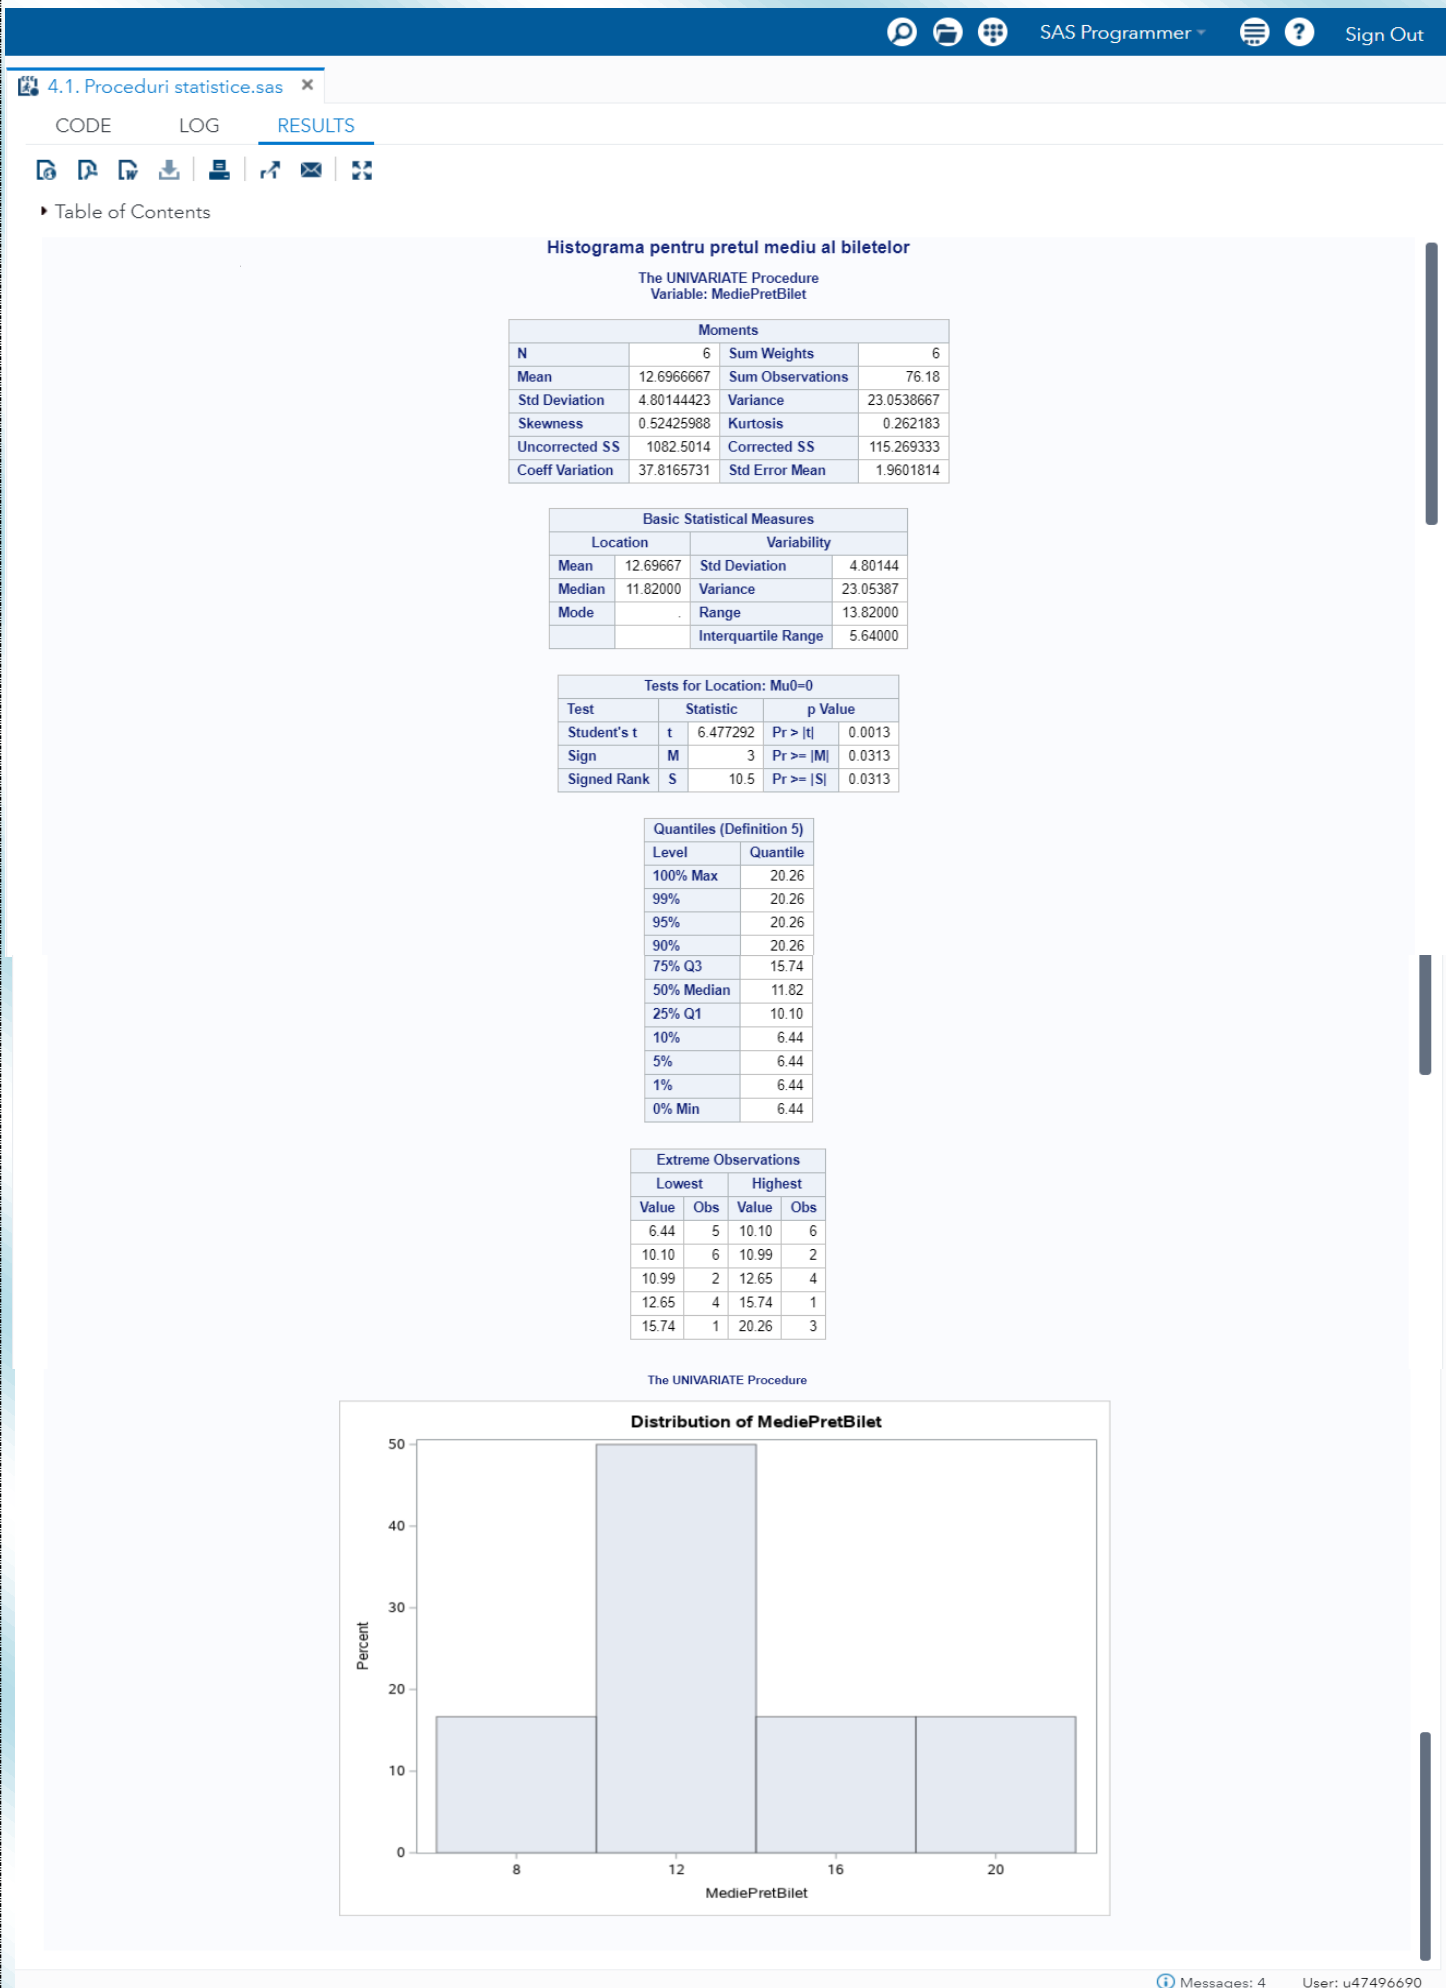 SAS Programmer Sign Out
4.1. Proceduri statistice.sas
CODE LOG RESULTS
Table of Contents
Histograma pentru pretul mediu al biletelor
The UNIVARIATE Procedure
Variable: MediePretBilet
Moments
N 6 Sum Weights 6
Mean 12.6966667 Sum Observations 76.18
Std Deviation 4.80144423 Variance 23.0538667
Skewness 0.52425988 Kurtosis 0.262183
Uncorrected SS 1082.5014 Corrected SS 115.269333
Coeff Variation 37.8165731 Std Error Mean 1.9601814
Basic Statistical Measures
Location Variability
Mean 12.69667 Std Deviation 4.80144
Median 11.82000 Variance 23.05387
Mode . Range 13.82000
Interquartile Range 5.64000
Tests for Location: Mu0=0
Test Statistic p Value
Student's t t 6.477292 Pr > |t| 0.0013
Sign M 3 Pr >= |M| 0.0313
Signed Rank S 10.5 Pr >= |S| 0.0313
Quantiles (Definition 5)
Level Quantile
100% Max 20.26
99% 20.26
95% 20.26
90% 20.26
75% Q3 15.74
50% Median 11.82
25% Q1 10.10
10% 6.44
5% 6.44
1% 6.44
0% Min 6.44
Extreme Observations
Lowest Highest
Value Obs Value Obs
6.44 5 10.10 6
10.10 6 10.99 2
10.99 2 12.65 4
12.65 4 15.74 1
15.74 1 20.26 3
The UNIVARIATE Procedure
Distribution of MediePretBilet
50
40
30
20
10
0
Percent
8 12 16 20
MediePretBilet
Messages: 4 User: u47496690